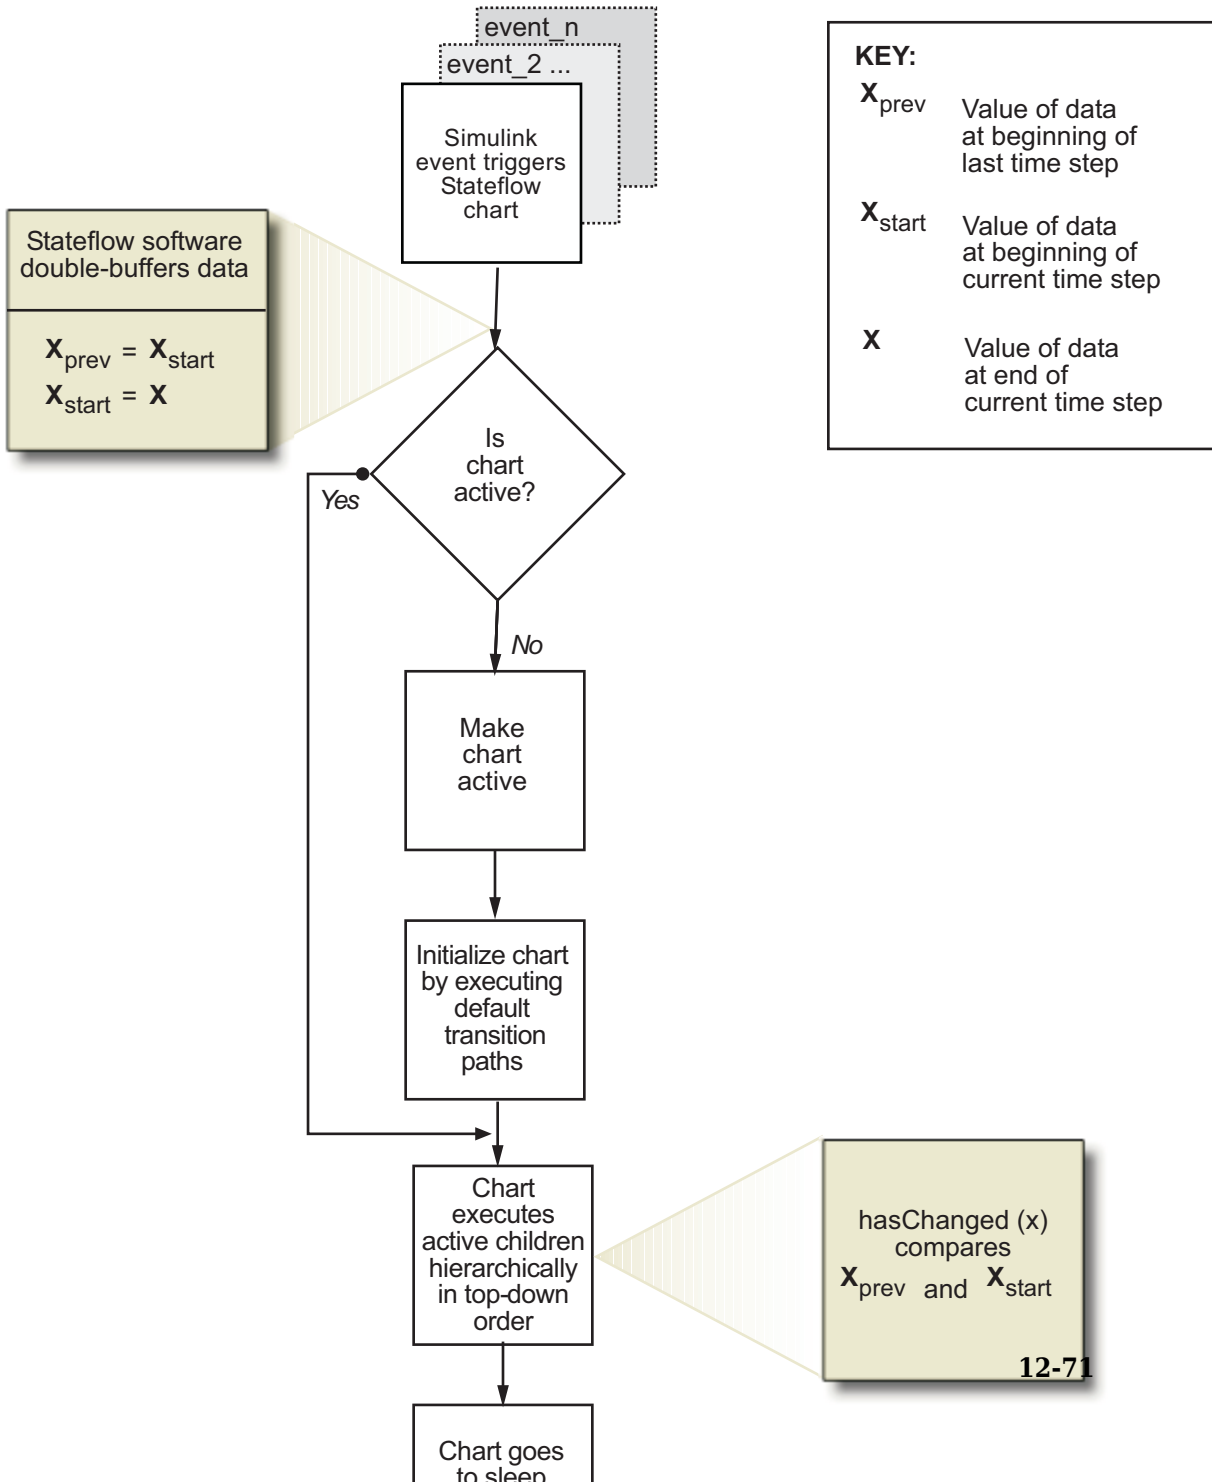 event_n
event_2 ...
Simulink
event triggers
Stateflow
chart
KEY:
Xprev Value of data
at beginning of
last time step
Xstart Value of data
at beginning of
current time step
X Value of data
at end of
current time step
Stateflow software
double-buffers data
Xprev = Xstart
Xstart = X
Is
chart
active?
Yes
No
Make
chart
active
Initialize chart
by executing
default
transition
paths
Chart
executes
active children
hierarchically
in top-down
order
hasChanged (x)
compares
Xprev and Xstart
12-71
Chart goes
to sleep